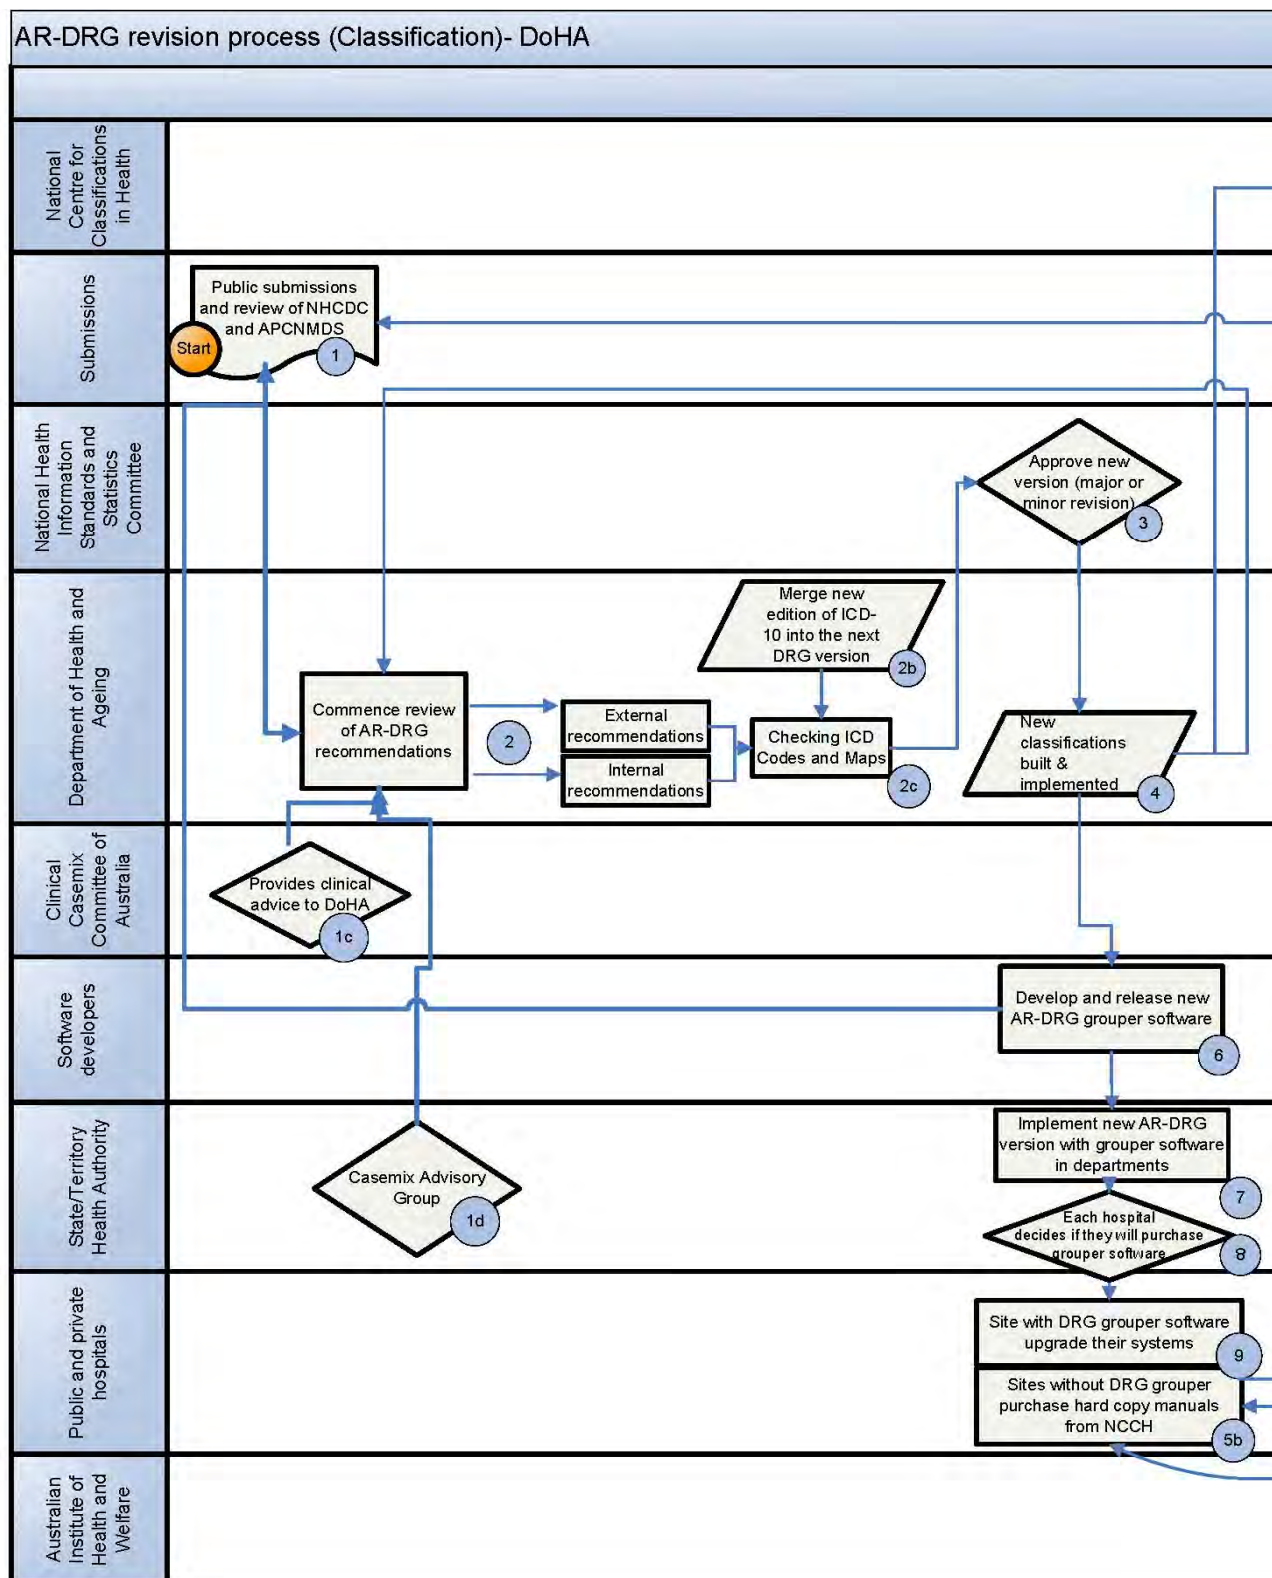 AR-DRG revision process (Classification)- DoHA
National
Centre for
Classifications
in Health
Submissions
Public submissions
and review of NHCDC
and APCNMDS
Start
1
National Health
Information
Standards and
Statistics
Committee
Approve new
version (major or
minor revision)
3
Department of Health and
Ageing
Merge new
edition of ICD-
10 into the next
DRG version
2b
Commence review
of AR-DRG
recommendations
2
External
recommendations
Internal
recommendations
Checking ICD
Codes and Maps
2c
New
classifications
built &
implemented
4
Clinical
Casemix
Committee of
Australia
Provides clinical
advice to DoHA
1c
Software
developers
Develop and release new
AR-DRG grouper software
6
State/Territory
Health Authority
Casemix Advisory
Group
1d
Implement new AR-DRG
version with grouper software
in departments
7
Each hospital
decides if they will purchase
grouper software
8
Public and private
hospitals
Site with DRG grouper software
upgrade their systems
9
Sites without DRG grouper
purchase hard copy manuals
from NCCH
5b
Australian
Institute of
Health and
Welfare